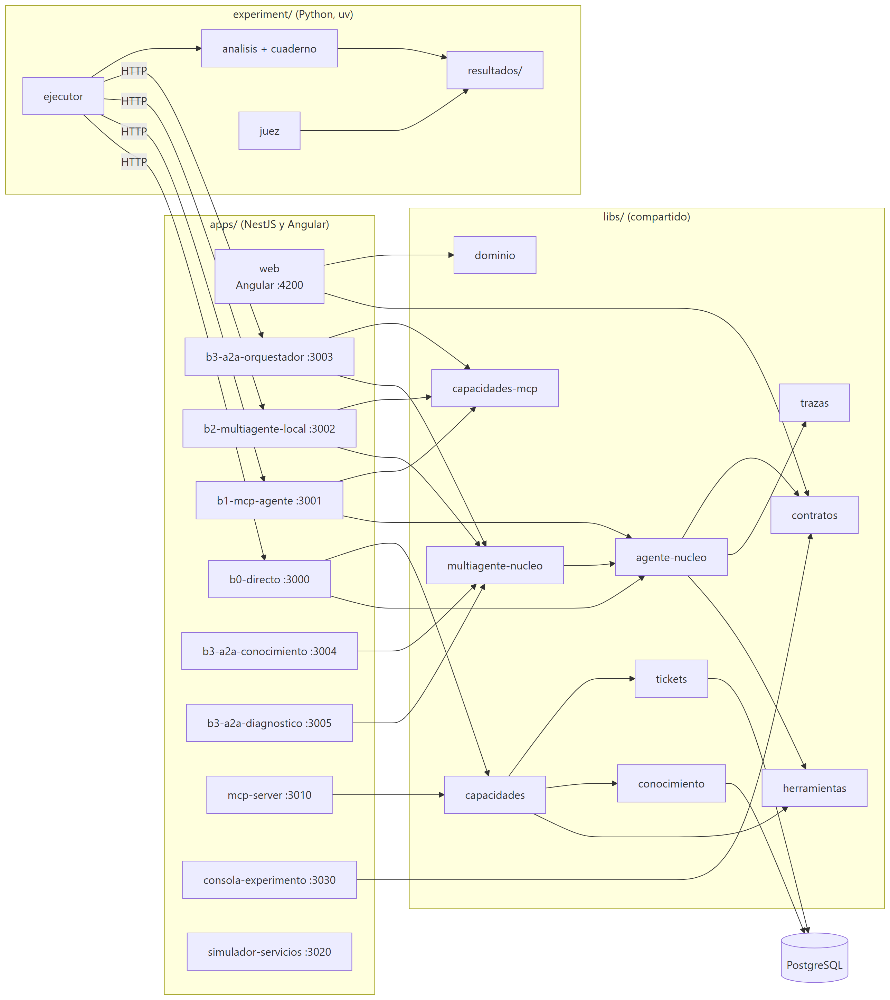 experiment/ (Python, uv)
analisis + cuaderno
HTTP
resultados/
ejecutor
HTTP
HTTP
juez
HTTP
apps/ (NestJS y Angular)
web
Angular :4200
b3-a2a-orquestador :3003
b2-multiagente-local :3002
b1-mcp-agente :3001
b0-directo :3000
b3-a2a-conocimiento :3004
b3-a2a-diagnostico :3005
mcp-server :3010
consola-experimento :3030
simulador-servicios :3020
libs/ (compartido)
dominio
capacidades-mcp
trazas
contratos
agente-nucleo
multiagente-nucleo
tickets
conocimiento
herramientas
capacidades
PostgreSQL